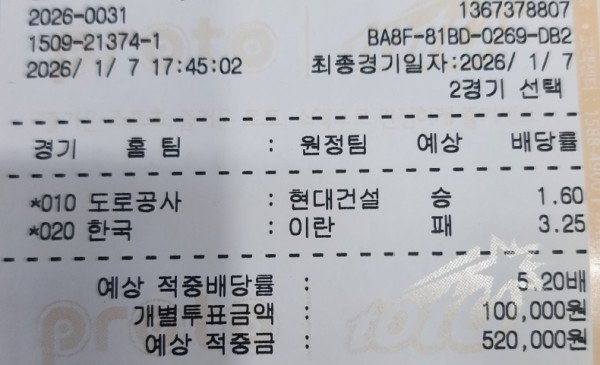 2026-0031 1367378807
1509-21374-1 BA8F-81BD-0269-DB2
2026/ 1/ 7 17:45:02 최종경기일자:2026/ 1/ 7
2경기 선택
경기 홈 팀 : 원정팀 예상 배당률
*010 도로공사 : 현대건설 승 1.60
*020 한국 : 이란 패 3.25
예상 적중배당률 : 5.20배
개별투표금액 : 100,000원
예상 적중금 : 520,000원
proto
toto